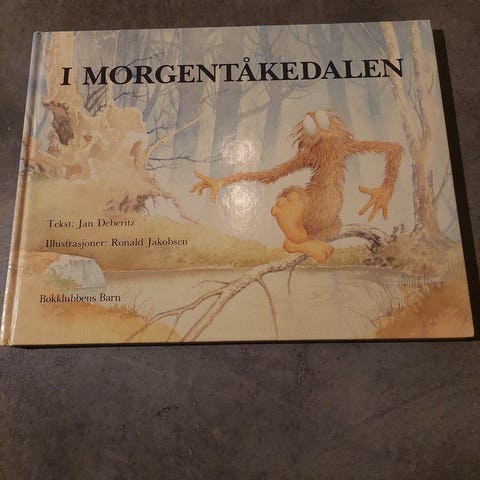 I MORGENTÅKEDALEN
Tekst: Jan Deberitz
Illustrasjoner: Ronald Jakobsen
Bokklubbens Barn